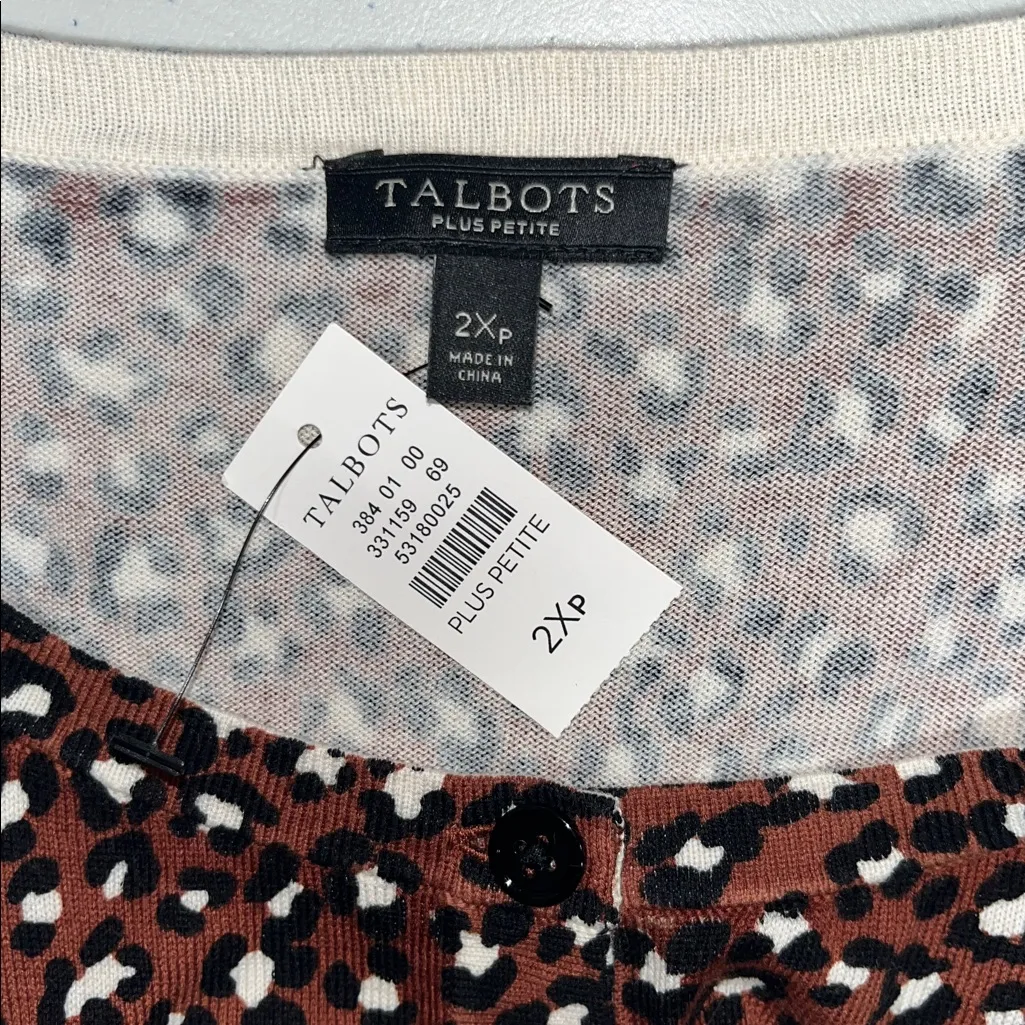 TALBOTS
PLUS PETITE
2XP
MADE IN
CHINA
TALBOTS
384 01 00
331159 69
53180025
PLUS PETITE
2XP